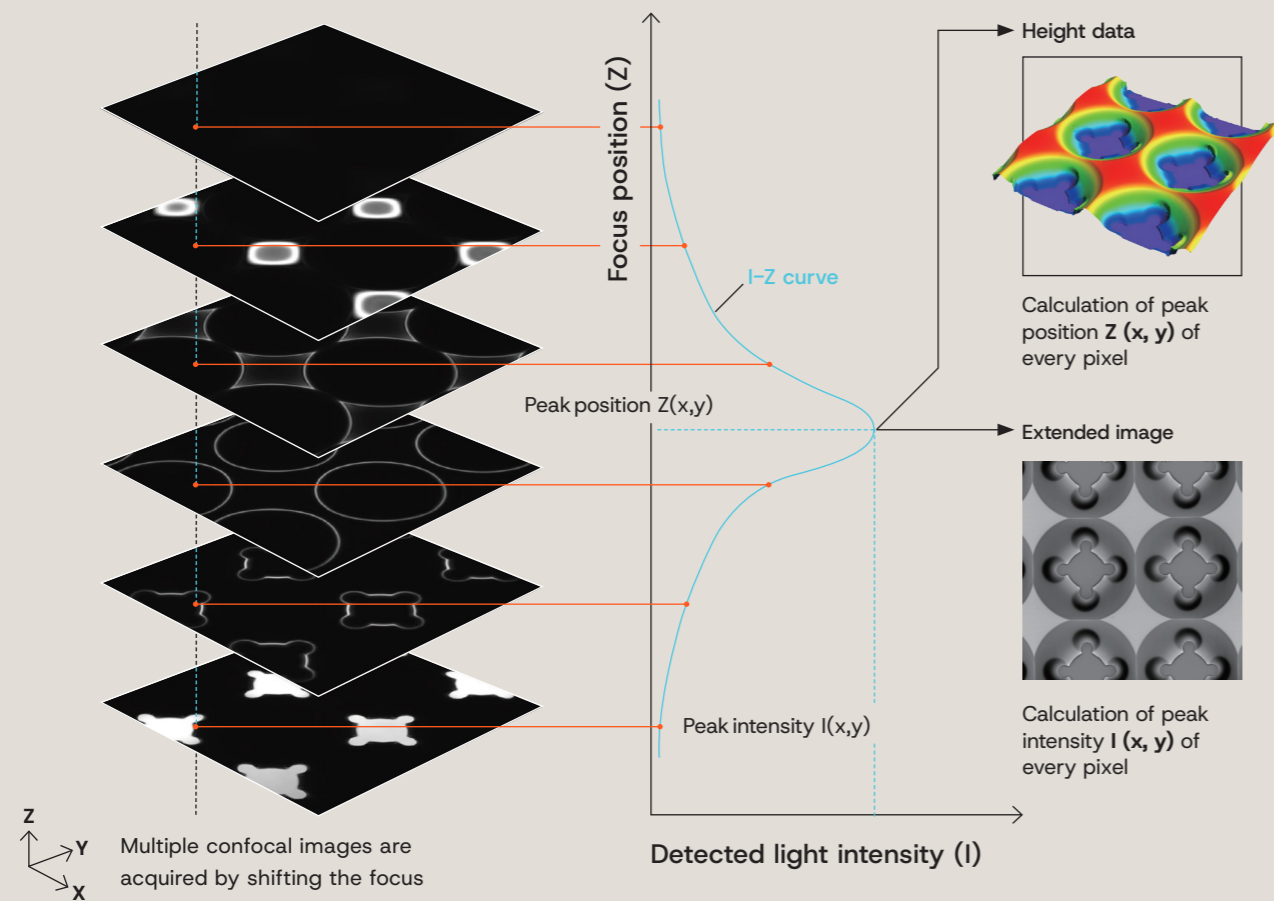 Focus position (Z)
I–Z curve
Peak position Z(x,y)
Peak intensity I(x,y)
Detected light intensity (I)
Height data
Calculation of peak
position Z (x, y) of
every pixel
Extended image
Calculation of peak
intensity I (x, y) of
every pixel
Z
Y
X
Multiple confocal images are
acquired by shifting the focus